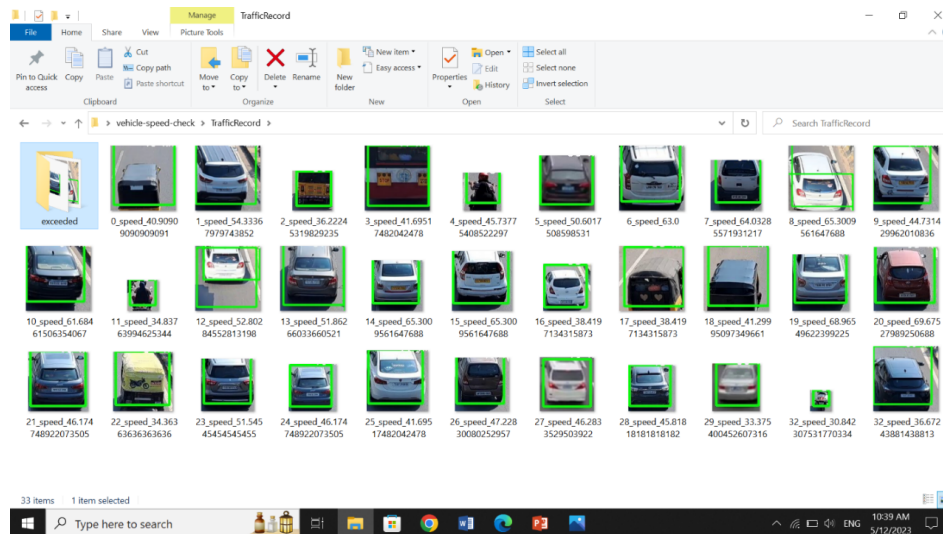 Manage TrafficRecord
File Home Share View Picture Tools
Pin to Quick access
Copy
Paste
Cut
Copy path
Paste shortcut
Move to
Copy to
Delete
Rename
New folder
New item
Easy access
Properties
Open
Edit
History
Select all
Select none
Invert selection
Clipboard Organize New Open Select
> vehicle-speed-check > TrafficRecord >
Search TrafficRecord
exceeded
0_speed_40.9090
9090909091
1_speed_54.3336
7979743852
2_speed_36.2224
5319829235
3_speed_41.6951
7482042478
4_speed_45.7377
5408522297
5_speed_50.6017
508598531
6_speed_63.0
7_speed_64.0328
5571931217
8_speed_65.3009
561647688
9_speed_44.7314
29962010836
10_speed_61.684
61506354067
11_speed_34.837
63994625344
12_speed_52.802
84552813198
13_speed_51.862
66033660521
14_speed_65.300
9561647688
15_speed_65.300
9561647688
16_speed_38.419
7134315873
17_speed_38.419
7134315873
18_speed_41.299
95097349661
19_speed_68.965
49622399225
20_speed_69.675
27989250688
21_speed_46.174
748922073505
22_speed_34.363
63636363636
23_speed_51.545
45454545455
24_speed_46.174
748922073505
25_speed_41.695
17482042478
26_speed_47.228
30080252957
27_speed_46.283
3529503922
28_speed_45.818
18181818182
29_speed_33.375
400452607316
32_speed_30.842
307531770334
32_speed_36.672
43881438813
33 items 1 item selected
Type here to search
ENG
10:39 AM
5/12/2023